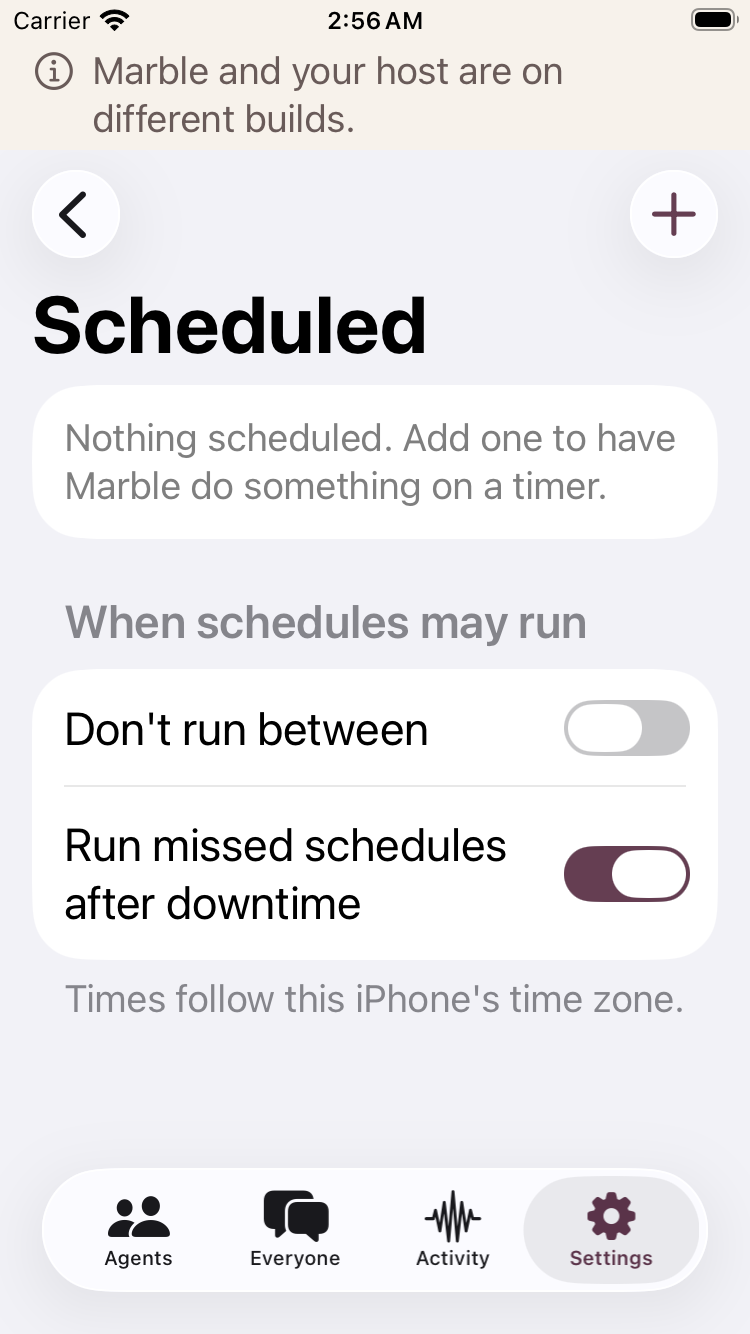 Carrier 2:56 AM
Marble and your host are on
different builds.
Scheduled
Nothing scheduled. Add one to have
Marble do something on a timer.
When schedules may run
Don't run between
Run missed schedules
after downtime
Times follow this iPhone's time zone.
Agents Everyone Activity Settings